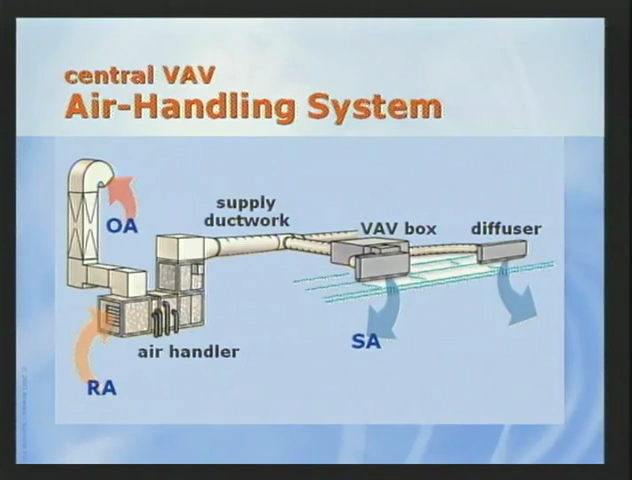 central VAV
Air-Handling System
OA
supply
ductwork
VAV box
diffuser
SA
air handler
RA